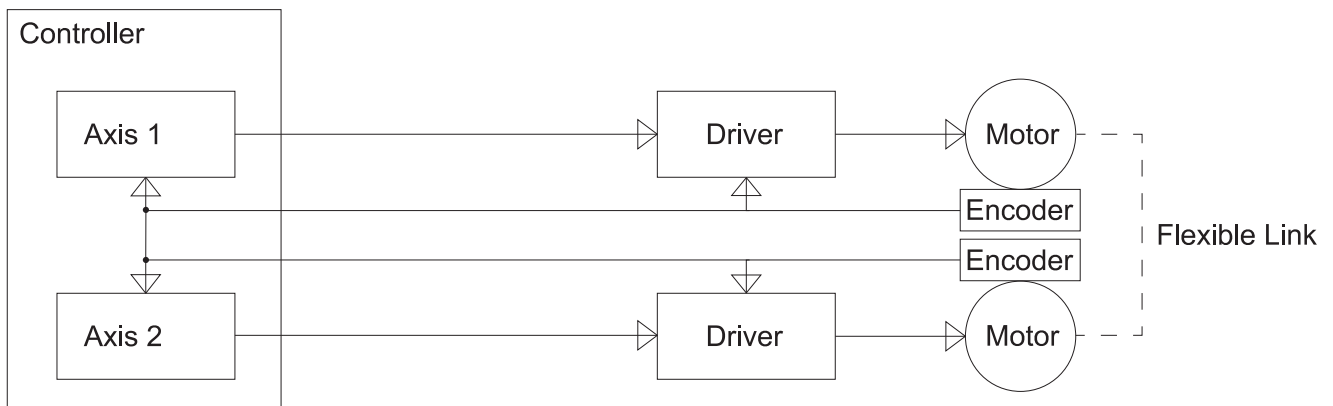 Controller
Axis 1
Driver
Motor
Encoder
Flexible Link
Encoder
Axis 2
Driver
Motor